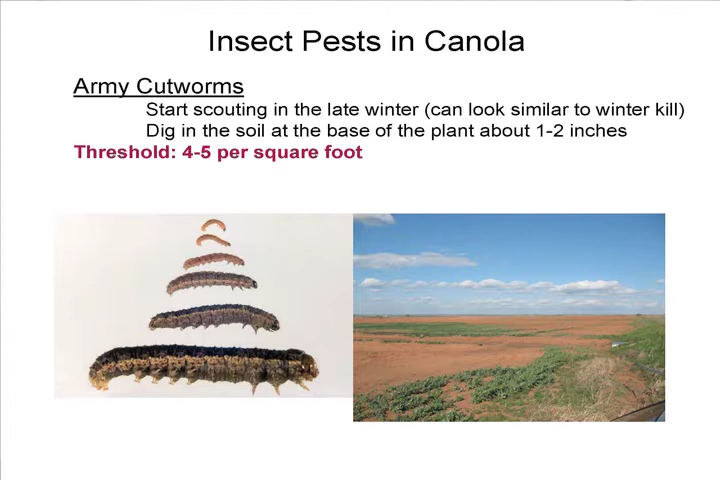 Insect Pests in Canola
Army Cutworms
Start scouting in the late winter (can look similar to winter kill)
Dig in the soil at the base of the plant about 1-2 inches
Threshold: 4-5 per square foot